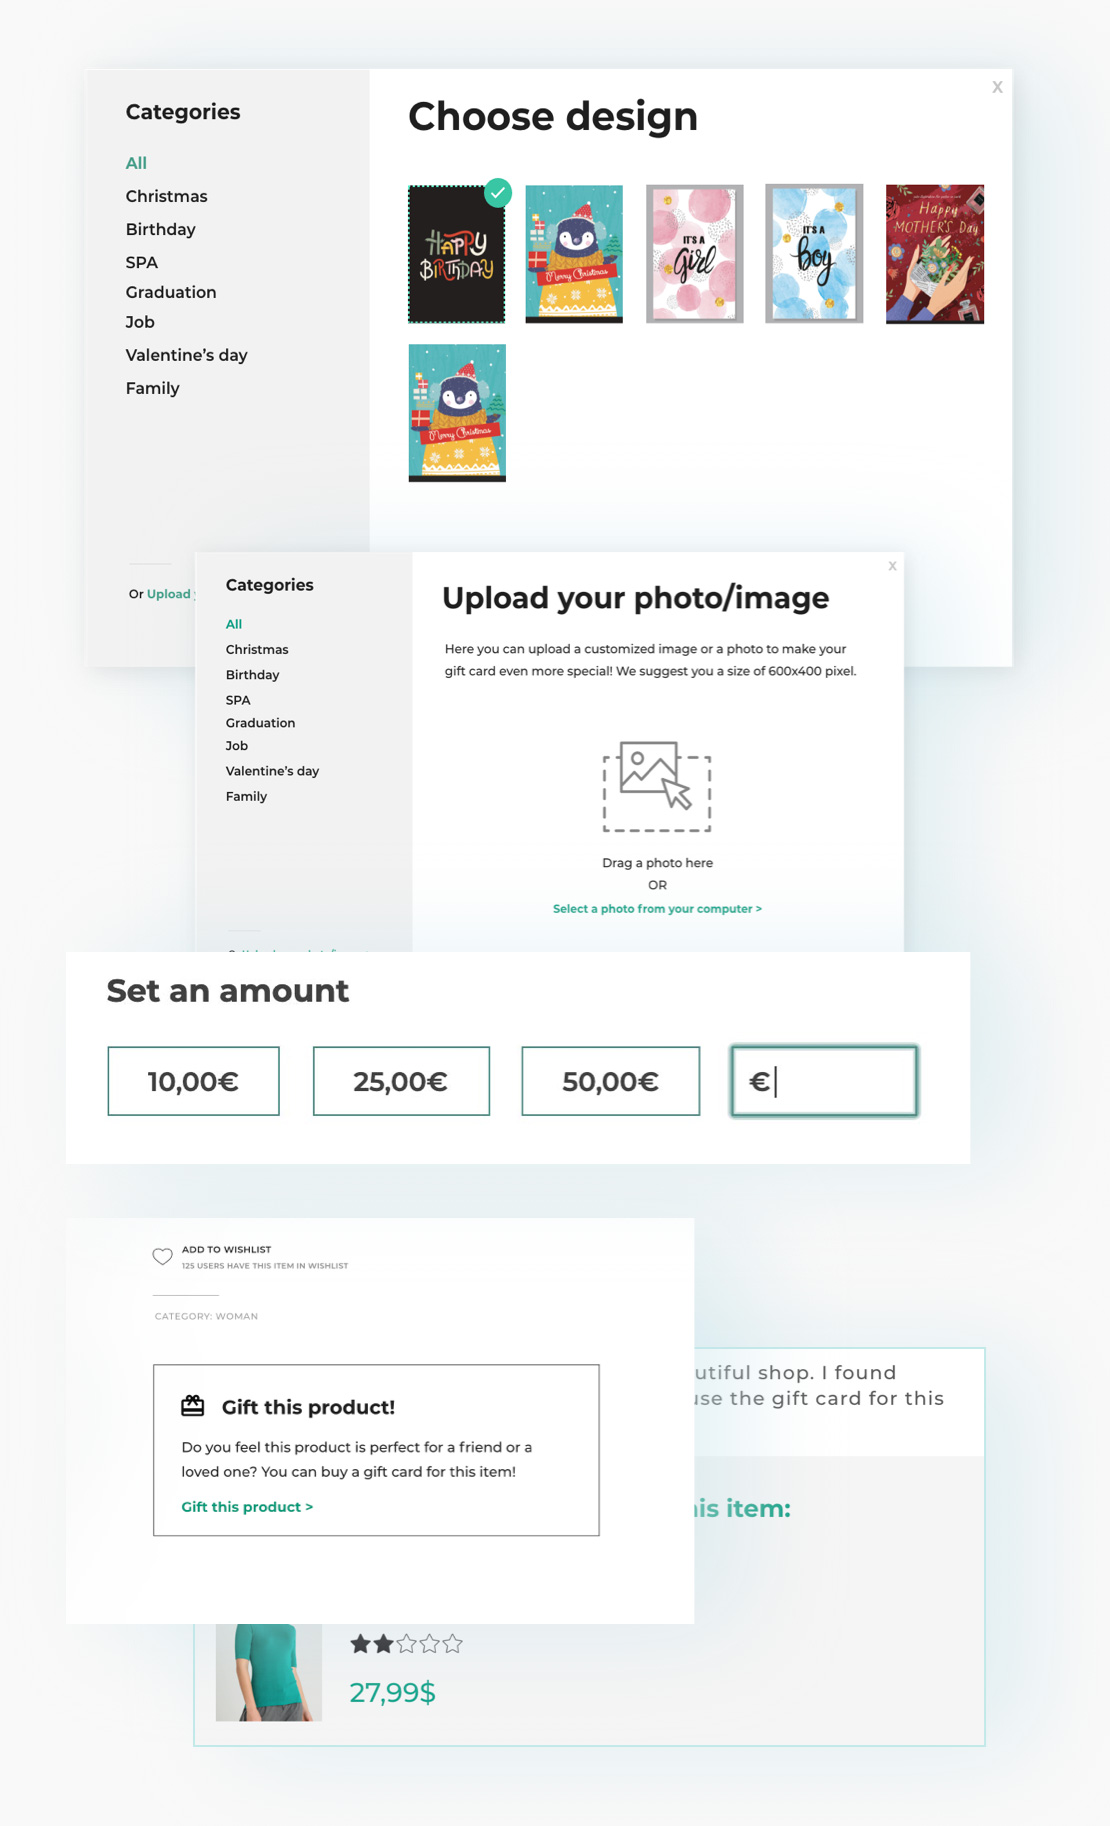 X
Categories
Choose design
All
Christmas
Birthday
SPA
Graduation
Job
Valentine’s day
Family
HAPPY
BIRTHDAY
Merry Christmas
IT'S A
Girl
IT'S A
boy
Happy
MOTHER'S Day
Merry Christmas
Or Upload
X
Categories
Upload your photo/image
All
Christmas
Birthday
SPA
Graduation
Job
Valentine’s day
Family
Here you can upload a customized image or a photo to make your
gift card even more special! We suggest you a size of 600x400 pixel.
Drag a photo here
OR
Select a photo from your computer >
Set an amount
10,00€
25,00€
50,00€
€
ADD TO WISHLIST
125 USERS HAVE THIS ITEM IN WISHLIST
CATEGORY: WOMAN
Gift this product!
Do you feel this product is perfect for a friend or a
loved one? You can buy a gift card for this item!
Gift this product >
utiful shop. I found
use the gift card for this
his item:
27,99$